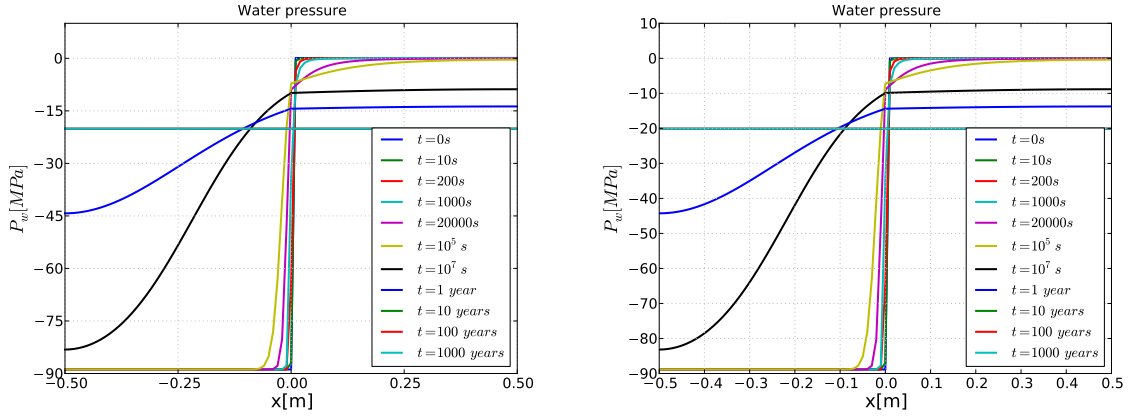 Water pressure
0
−15
−30
−45
−60
−75
−90
P_w[MPa]
−0.50
−0.25
0.00
0.25
0.50
x[m]
t=0s
t=10s
t=200s
t=1000s
t=20000s
t=10^5 s
t=10^7 s
t=1 year
t=10 years
t=100 years
t=1000 years
Water pressure
10
0
−10
−20
−30
−40
−50
−60
−70
−80
−90
P_w[MPa]
−0.5
−0.4
−0.3
−0.2
−0.1
0.0
0.1
0.2
0.3
0.4
0.5
x[m]
t=0s
t=10s
t=200s
t=1000s
t=20000s
t=10^5 s
t=10^7 s
t=1 year
t=10 years
t=100 years
t=1000 years